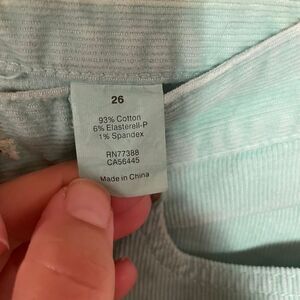 26
93% Cotton
6% Elasterell-P
1% Spandex
RN77388
CA56445
Made in China